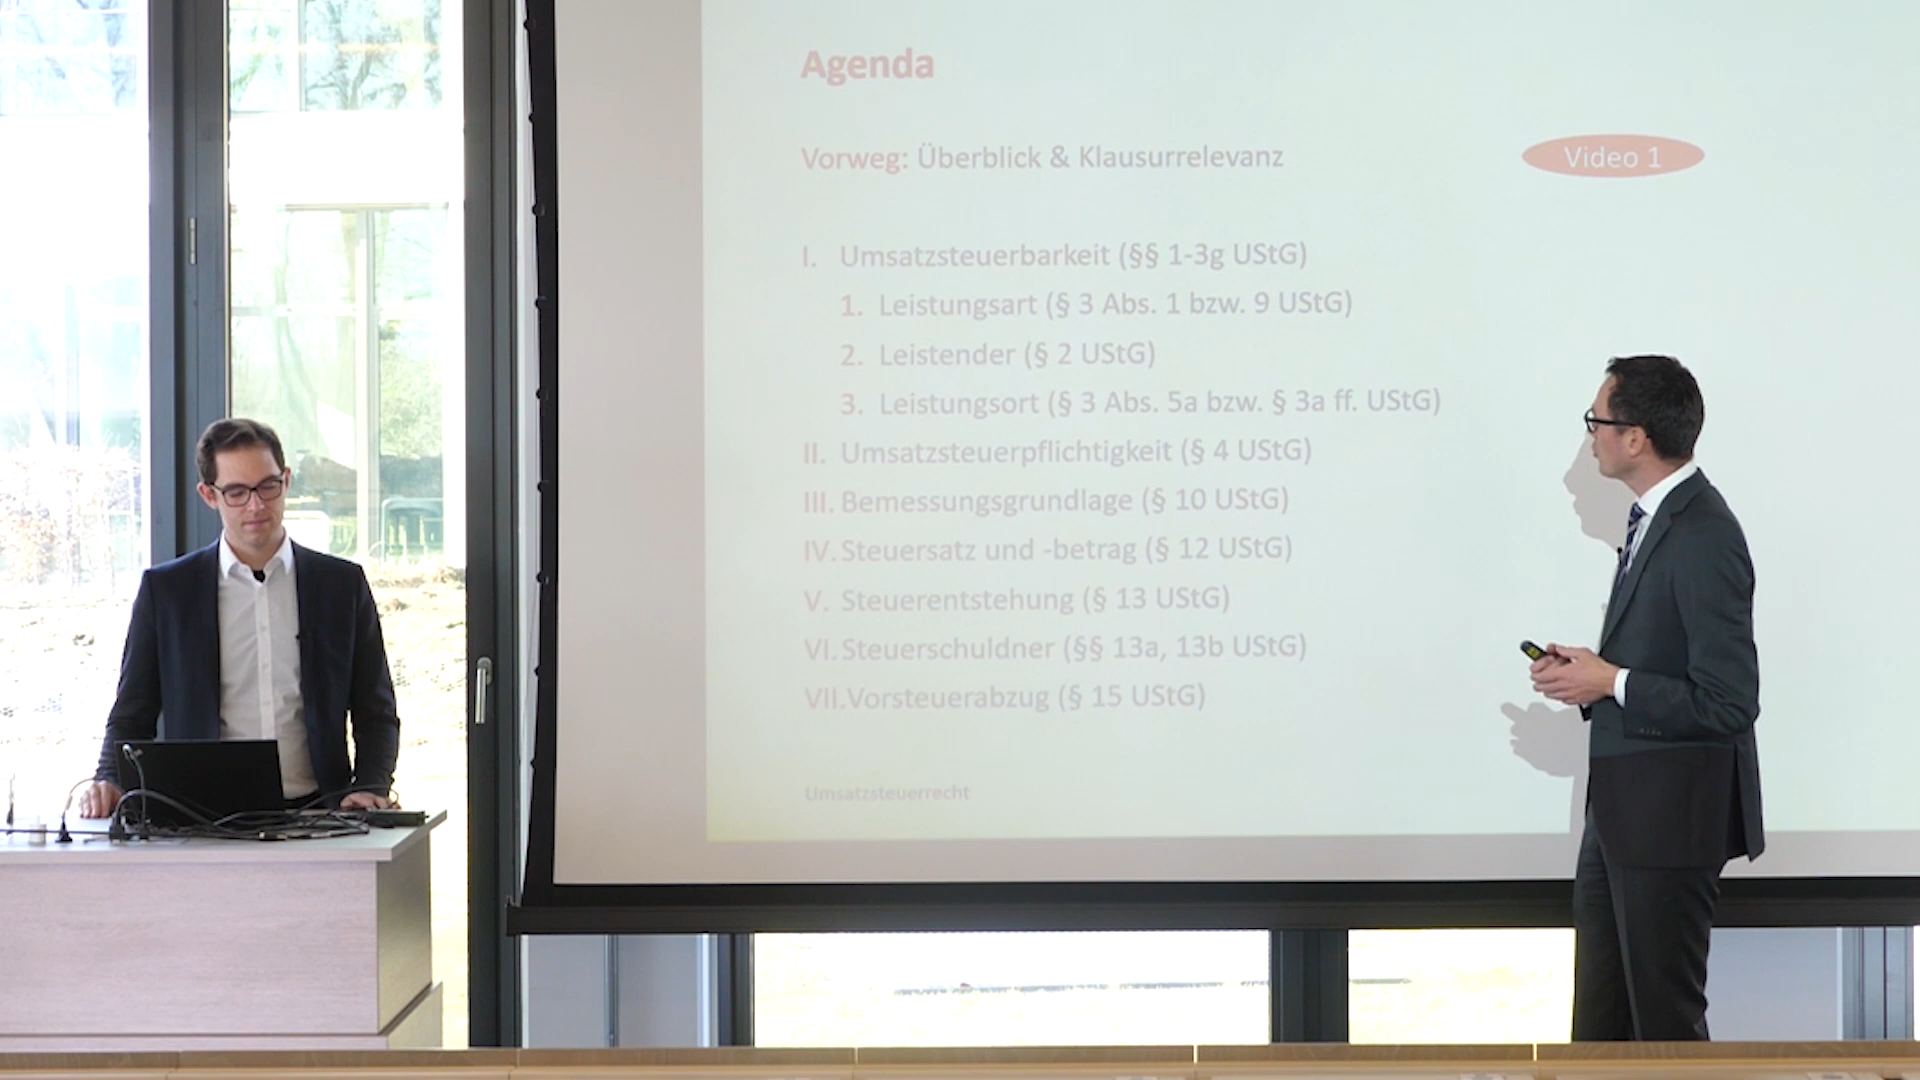 Agenda
Vorweg: Überblick & Klausurrelevanz
Video 1
I. Umsatzsteuerbarkeit (§§ 1-3g UStG)
1. Leistungsart (§ 3 Abs. 1 bzw. 9 UStG)
2. Leistender (§ 2 UStG)
3. Leistungsort (§ 3 Abs. 5a bzw. § 3a ff. UStG)
II. Umsatzsteuerpflichtigkeit (§ 4 UStG)
III. Bemessungsgrundlage (§ 10 UStG)
IV. Steuersatz und -betrag (§ 12 UStG)
V. Steuerentstehung (§ 13 UStG)
VI. Steuerschuldner (§§ 13a, 13b UStG)
VII. Vorsteuerabzug (§ 15 UStG)
Umsatzsteuerrecht